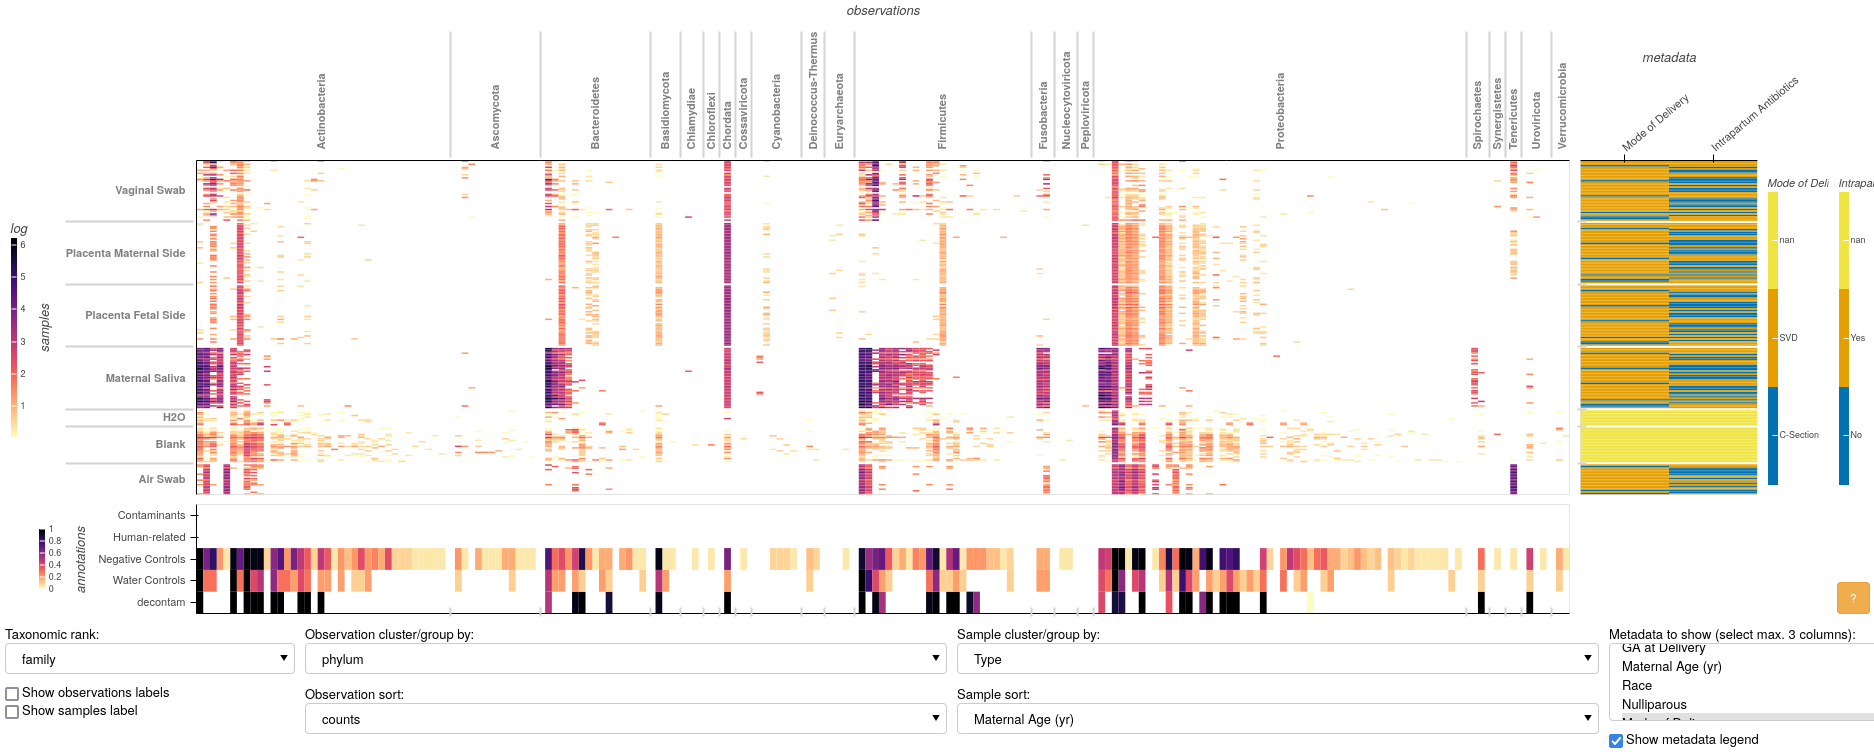 observations
metadata
Actinobacteria
Ascomycota
Bacteroidetes
Basidiomycota
Chlamydiae
Chloroflexi
Chordata
Cossaviricota
Cyanobacteria
Deinococcus-Thermus
Euryarchaeota
Firmicutes
Fusobacteria
Nucleocytoviricota
Peploviricota
Proteobacteria
Spirochaetes
Synergistetes
Tenericutes
Uroviricota
Verrucomicrobia
Mode of Delivery
Intrapartum Antibiotics
Mode of Deli
Intrapa
log
6
5
4
3
2
1
samples
Vaginal Swab
Placenta Maternal Side
Placenta Fetal Side
Maternal Saliva
H2O
Blank
Air Swab
nan
SVD
C-Section
nan
Yes
No
1
0.8
0.6
0.4
0.2
0
annotations
Contaminants
Human-related
Negative Controls
Water Controls
decontam
?
Taxonomic rank:
family
Show observations labels
Show samples label
Observation cluster/group by:
phylum
Observation sort:
counts
Sample cluster/group by:
Type
Sample sort:
Maternal Age (yr)
Metadata to show (select max. 3 columns):
GA at Delivery
Maternal Age (yr)
Race
Nulliparous
Show metadata legend